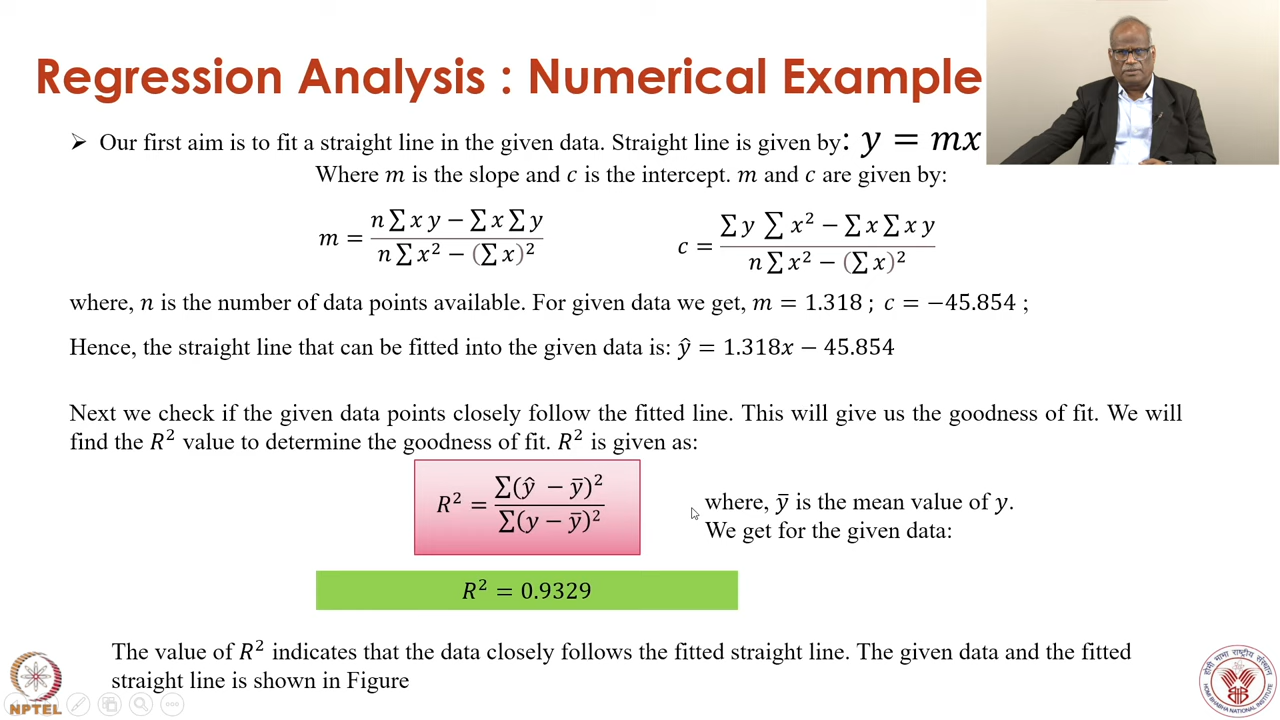 Regression Analysis : Numerical Example
➢ Our first aim is to fit a straight line in the given data. Straight line is given by: y = mx
Where m is the slope and c is the intercept. m and c are given by:
m = (n ∑ x y − ∑ x ∑ y) / (n ∑ x² − (∑ x)²)
c = (∑ y ∑ x² − ∑ x ∑ x y) / (n ∑ x² − (∑ x)²)
where, n is the number of data points available. For given data we get, m = 1.318 ; c = −45.854 ;
Hence, the straight line that can be fitted into the given data is: ŷ = 1.318x − 45.854
Next we check if the given data points closely follow the fitted line. This will give us the goodness of fit. We will
find the R² value to determine the goodness of fit. R² is given as:
R² = ∑(ŷ − ȳ)² / ∑(y − ȳ)²
where, ȳ is the mean value of y.
We get for the given data:
R² = 0.9329
The value of R² indicates that the data closely follows the fitted straight line. The given data and the fitted
straight line is shown in Figure
NPTEL